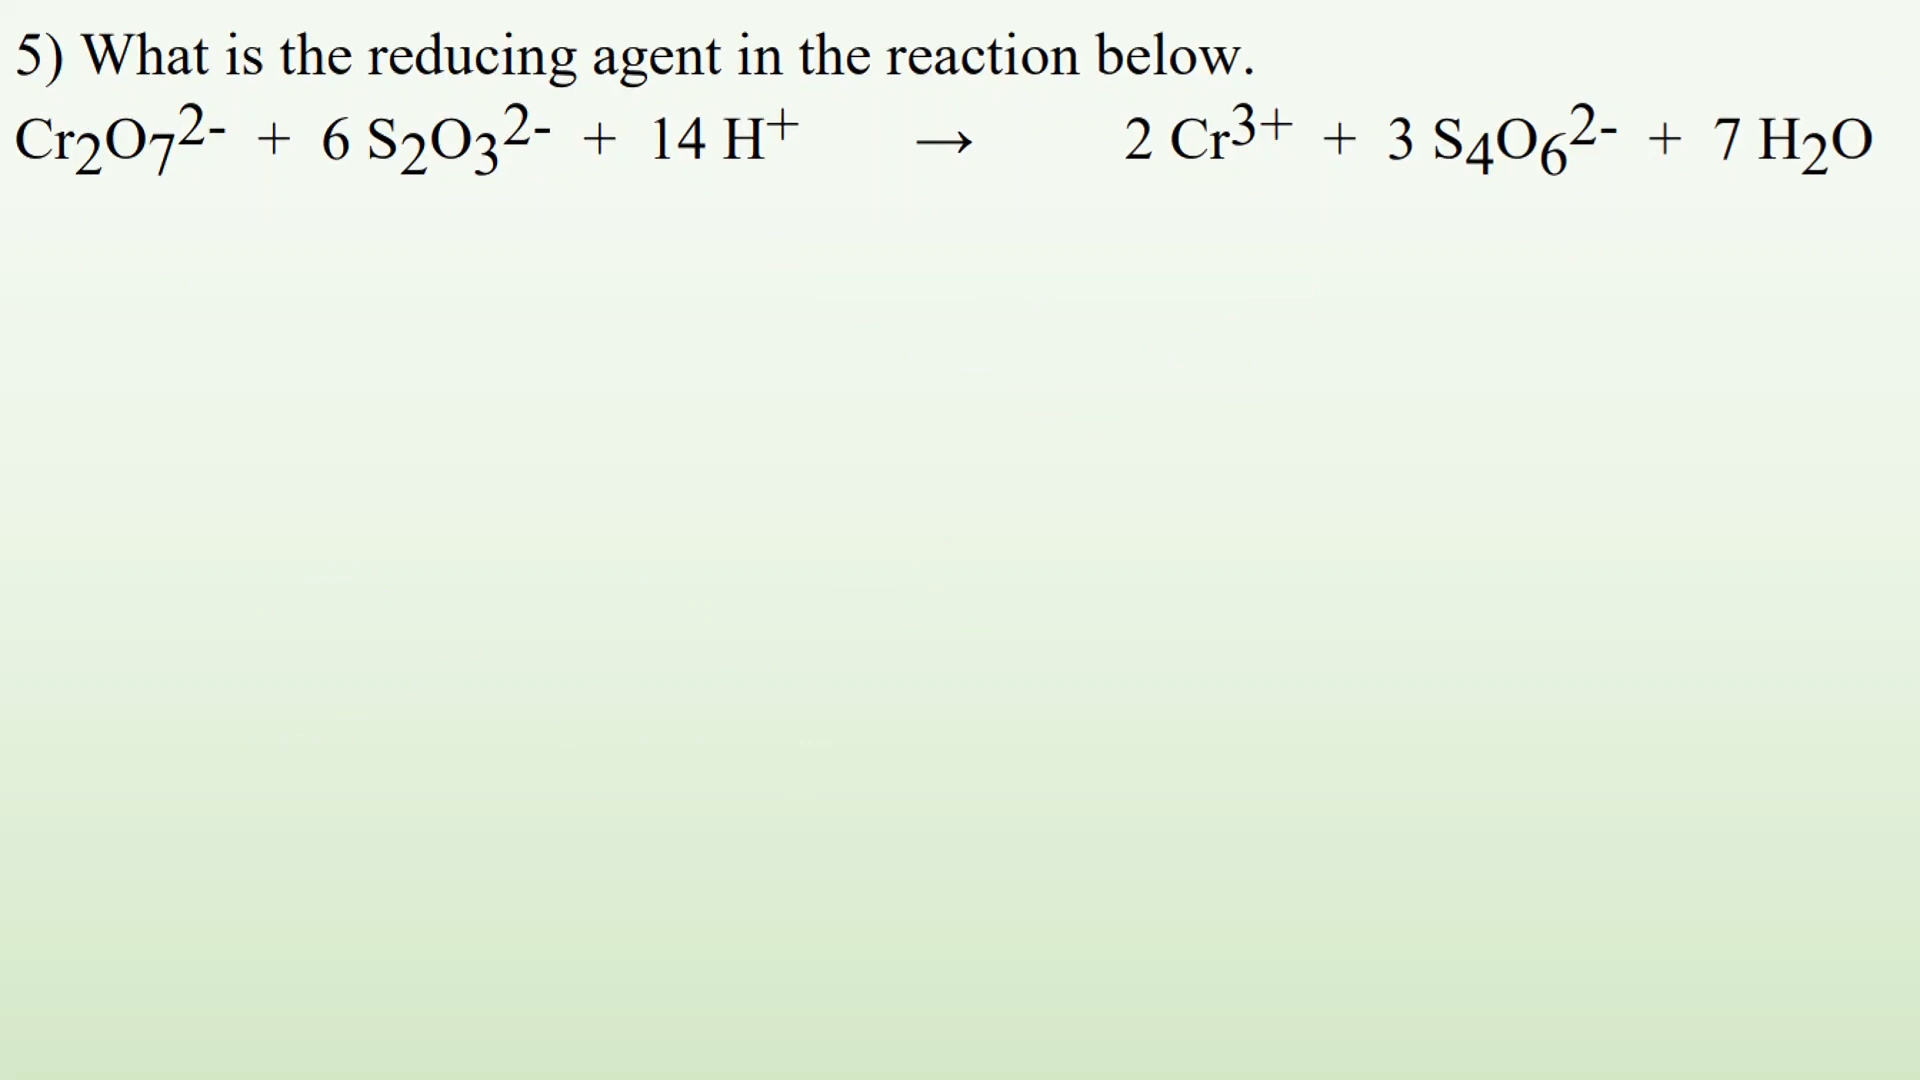 5) What is the reducing agent in the reaction below.
Cr₂O₇²⁻ + 6 S₂O₃²⁻ + 14 H⁺ → 2 Cr³⁺ + 3 S₄O₆²⁻ + 7 H₂O